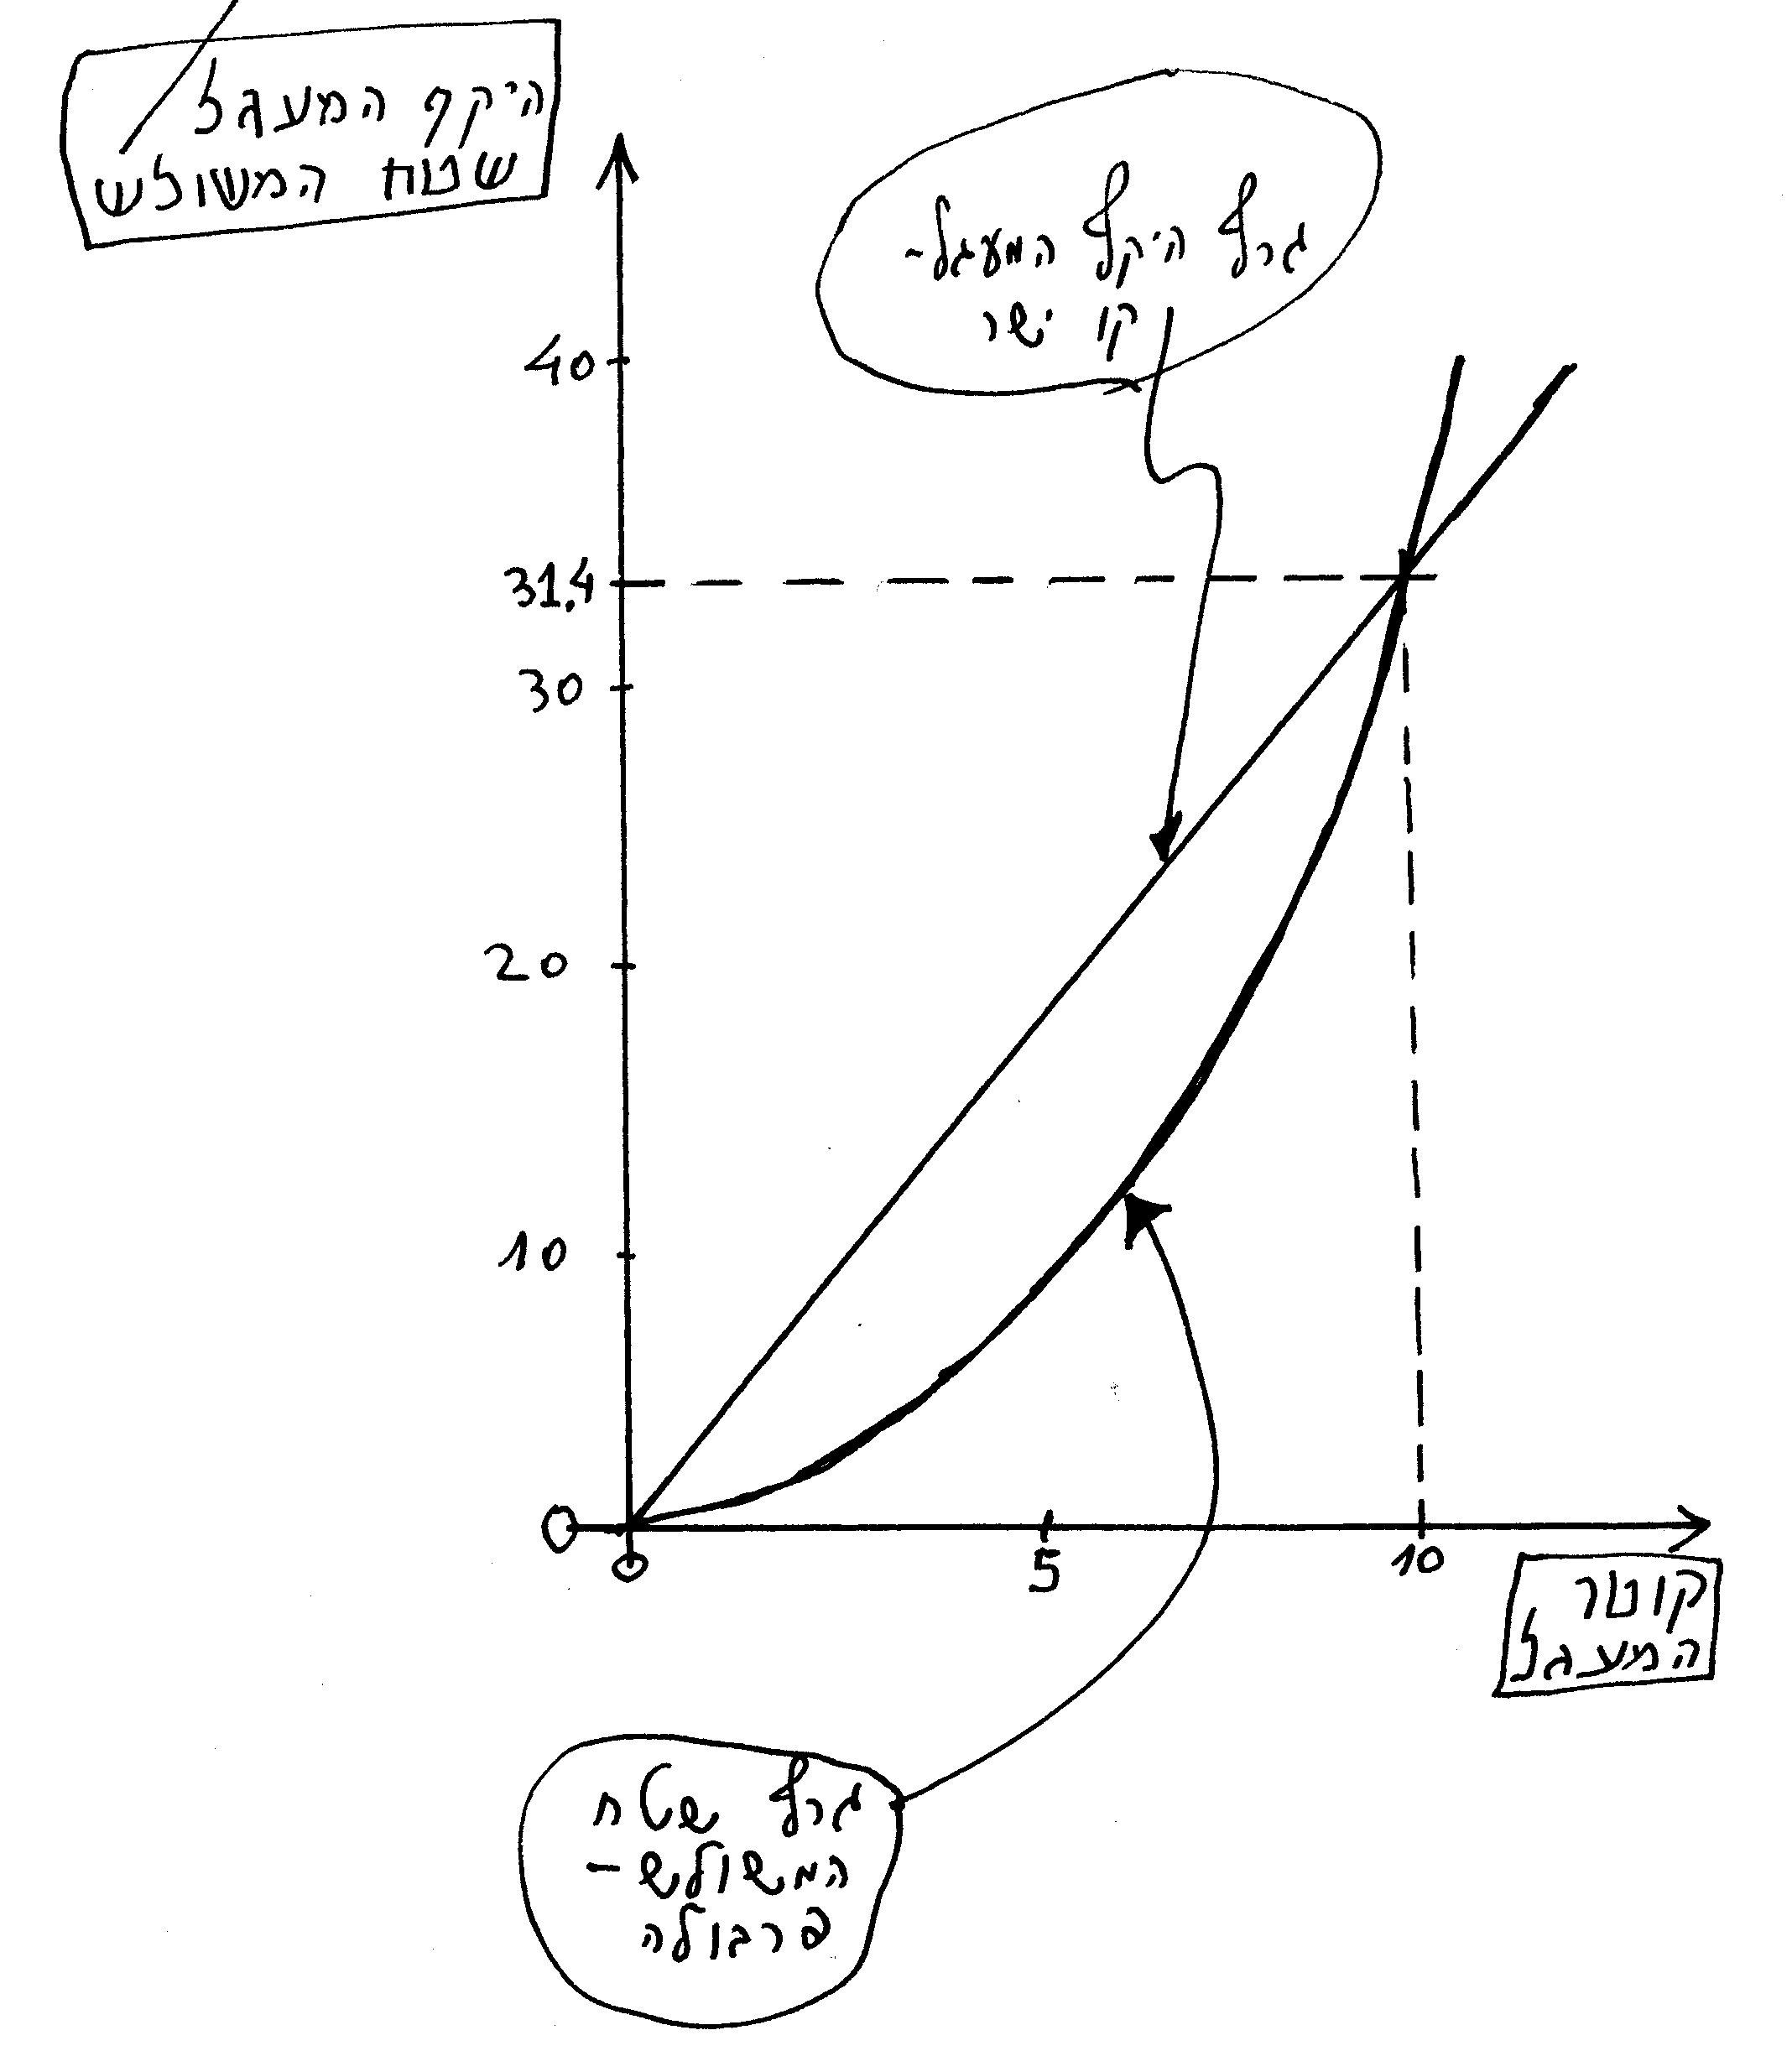 היקף המעגל
שטח המשולש
גרף היקף המעגל-
קו ישר
40
31,4
30
20
10
0
0
5
10
קוטר
המעגל
גרף שטח
המשולש-
פרבולה